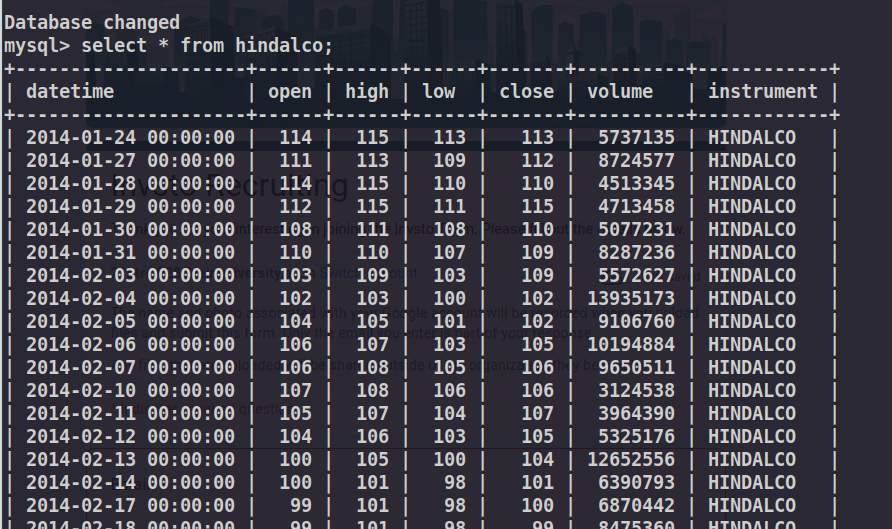 Database changed
mysql> select * from hindalco;
+---------------------+------+------+------+-------+----------+------------+
| datetime            | open | high | low  | close | volume   | instrument |
+---------------------+------+------+------+-------+----------+------------+
| 2014-01-24 00:00:00 |  114 |  115 |  113 |   113 |  5737135 | HINDALCO   |
| 2014-01-27 00:00:00 |  111 |  113 |  109 |   112 |  8724577 | HINDALCO   |
| 2014-01-28 00:00:00 |  114 |  115 |  110 |   110 |  4513345 | HINDALCO   |
| 2014-01-29 00:00:00 |  112 |  115 |  111 |   115 |  4713458 | HINDALCO   |
| 2014-01-30 00:00:00 |  108 |  111 |  108 |   110 |  5077231 | HINDALCO   |
| 2014-01-31 00:00:00 |  110 |  110 |  107 |   109 |  8287236 | HINDALCO   |
| 2014-02-03 00:00:00 |  103 |  109 |  103 |   109 |  5572627 | HINDALCO   |
| 2014-02-04 00:00:00 |  102 |  103 |  100 |   102 | 13935173 | HINDALCO   |
| 2014-02-05 00:00:00 |  104 |  105 |  101 |   103 |  9106760 | HINDALCO   |
| 2014-02-06 00:00:00 |  106 |  107 |  103 |   105 | 10194884 | HINDALCO   |
| 2014-02-07 00:00:00 |  106 |  108 |  105 |   106 |  9650511 | HINDALCO   |
| 2014-02-10 00:00:00 |  107 |  108 |  106 |   106 |  3124538 | HINDALCO   |
| 2014-02-11 00:00:00 |  105 |  107 |  104 |   107 |  3964390 | HINDALCO   |
| 2014-02-12 00:00:00 |  104 |  106 |  103 |   105 |  5325176 | HINDALCO   |
| 2014-02-13 00:00:00 |  100 |  105 |  100 |   104 | 12652556 | HINDALCO   |
| 2014-02-14 00:00:00 |  100 |  101 |   98 |   101 |  6390793 | HINDALCO   |
| 2014-02-17 00:00:00 |   99 |  101 |   98 |   100 |  6870442 | HINDALCO   |
| 2014-02-18 00:00:00 |   99 |  101 |   98 |    99 |  8475360 | HINDALCO   |